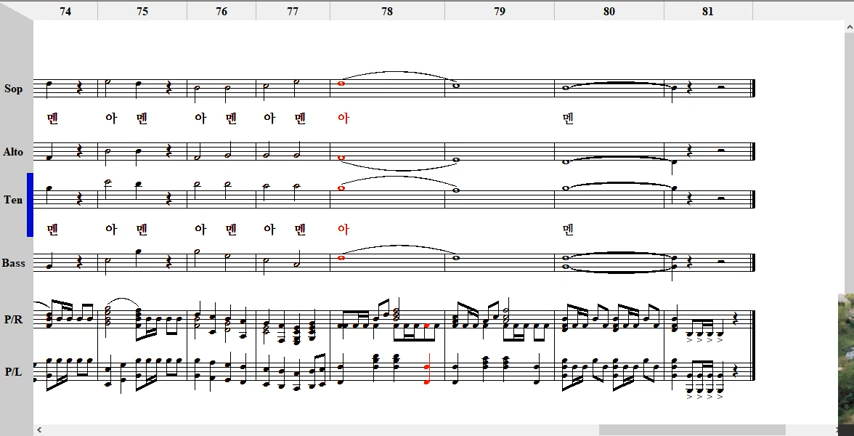 74 75 76 77 78 79 80 81
Sop
멘 아 멘 아 멘 아 멘 아 멘
Alto
Ten
멘 아 멘 아 멘 아 멘 아 멘
Bass
P/R
P/L